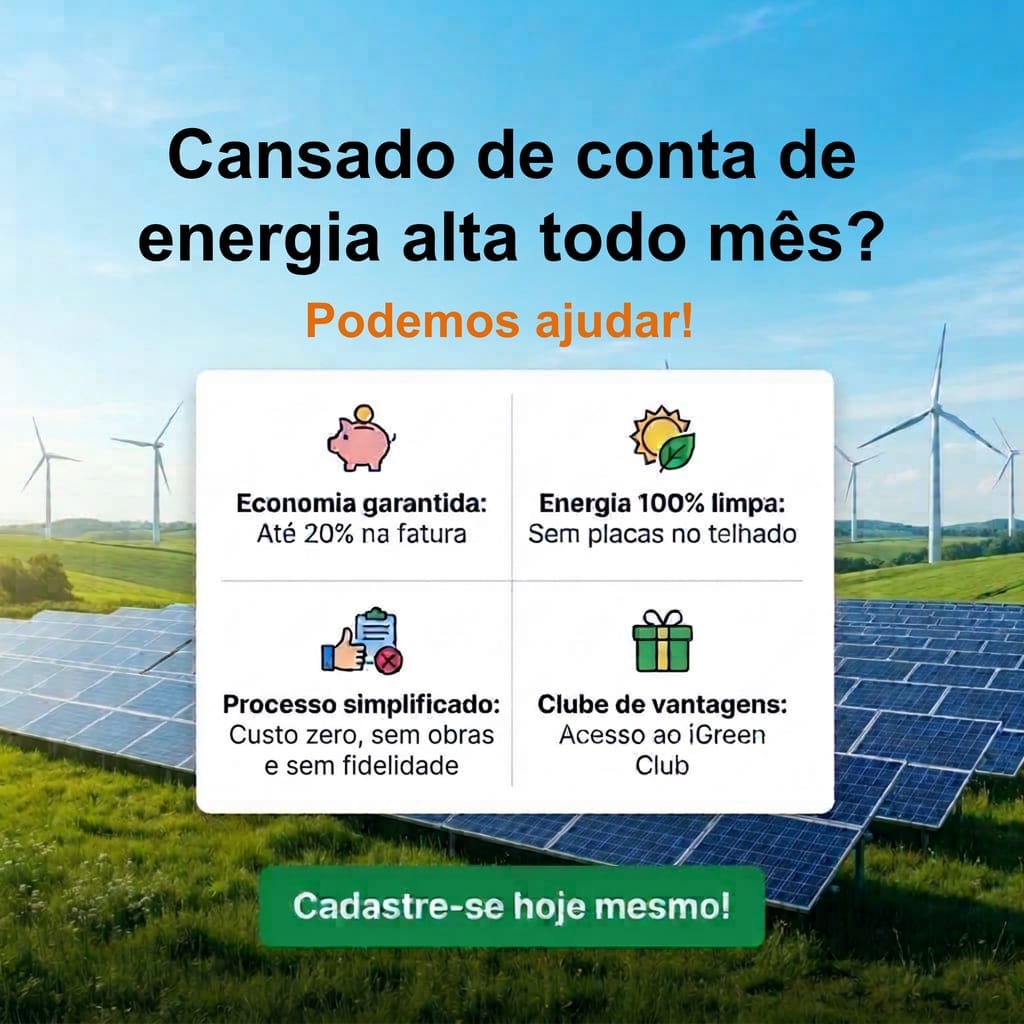 Cansado de conta de
energia alta todo mês?
Podemos ajudar!
Economia garantida:
Até 20% na fatura
Energia 100% limpa:
Sem placas no telhado
Processo simplificado:
Custo zero, sem obras
e sem fidelidade
Clube de vantagens:
Acesso ao iGreen
Club
Cadastre-se hoje mesmo!